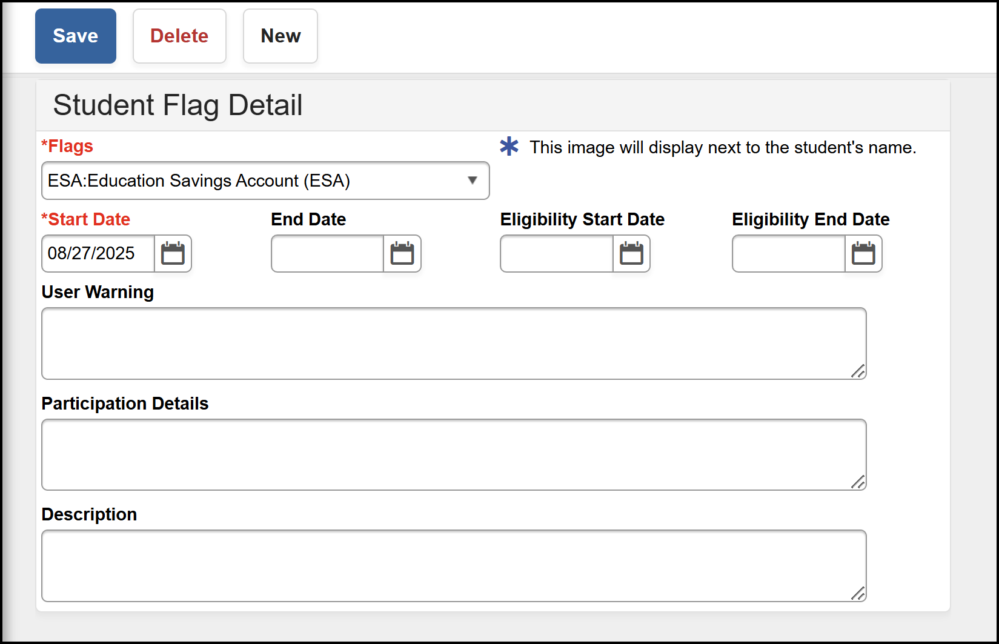 Save Delete New
Student Flag Detail
*Flags
* This image will display next to the student's name.
ESA:Education Savings Account (ESA)
*Start Date End Date Eligibility Start Date Eligibility End Date
08/27/2025
User Warning
Participation Details
Description